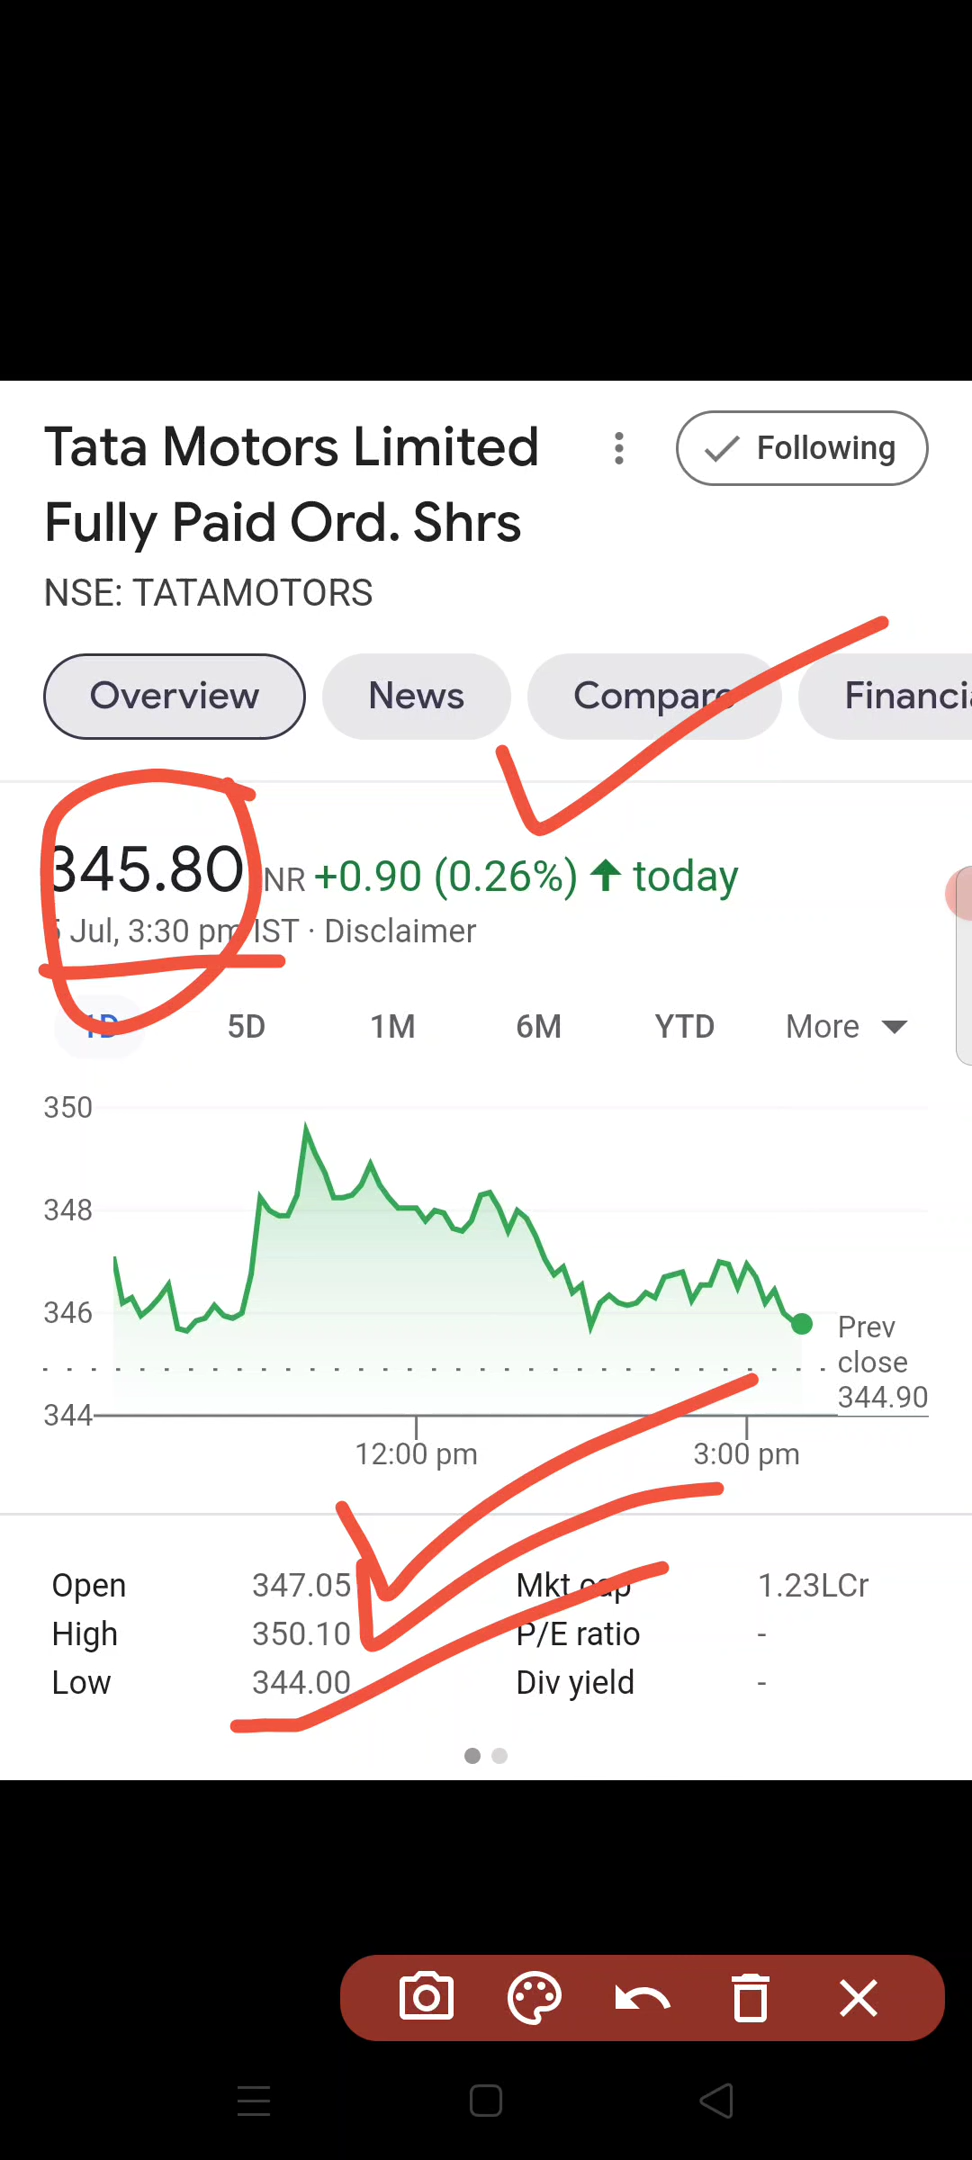 Tata Motors Limited
Following
Fully Paid Ord. Shrs
NSE: TATAMOTORS
Overview
News
Compare
Financi
345.80 NR +0.90 (0.26%) ↑ today
Jul, 3:30 pm IST · Disclaimer
1D
5D
1M
6M
YTD
More
350
348
346
344
Prev
close
344.90
12:00 pm
3:00 pm
Open 347.05
High 350.10
Low 344.00
Mkt cap 1.23LCr
P/E ratio -
Div yield -